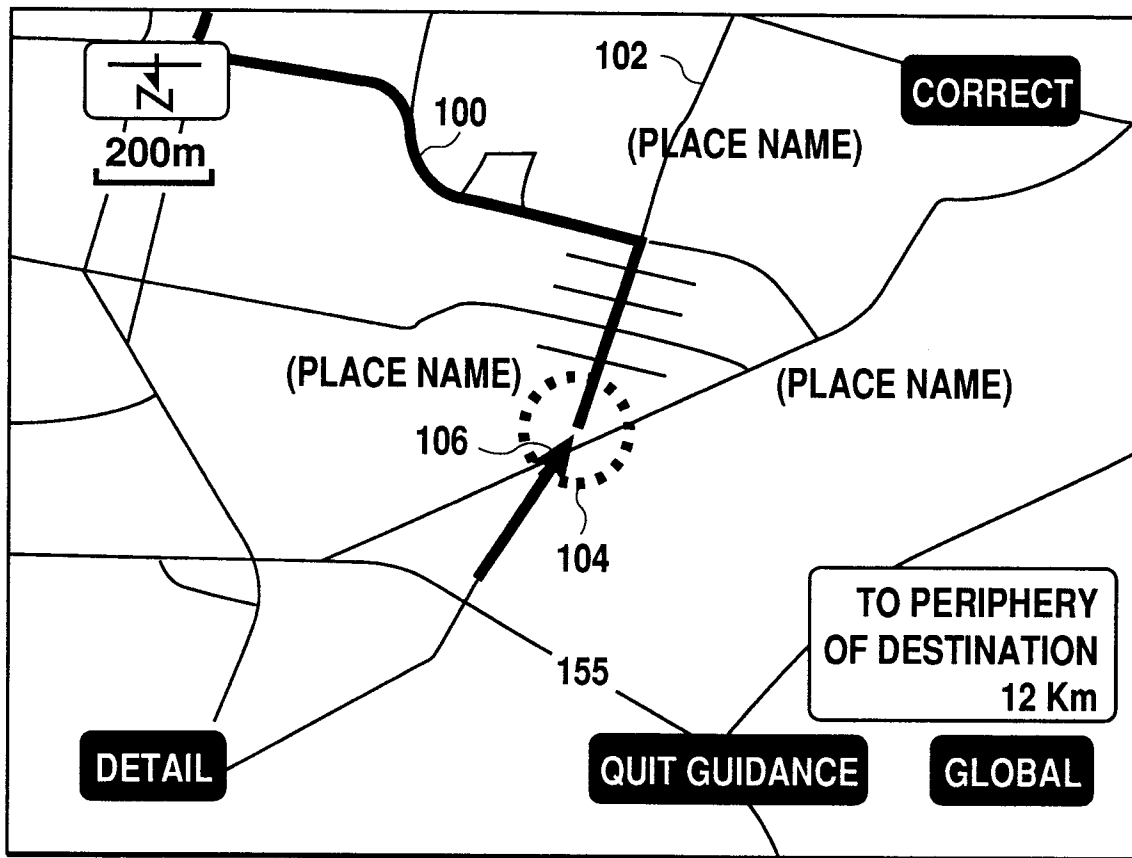 102
CORRECT
N
100
(PLACE NAME)
200m
(PLACE NAME)
(PLACE NAME)
106
104
TO PERIPHERY
OF DESTINATION
12 Km
155
DETAIL
QUIT GUIDANCE
GLOBAL